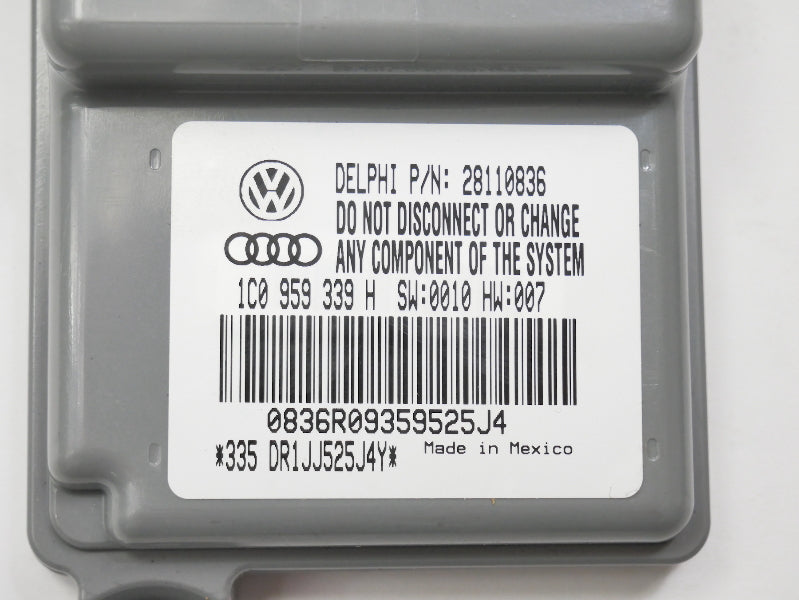 DELPHI P/N: 28110836
DO NOT DISCONNECT OR CHANGE
ANY COMPONENT OF THE SYSTEM
1C0 959 339 H SW:0010 HW:007
0836R09359525J4
*335 DR1JJ525J4Y*
Made in Mexico